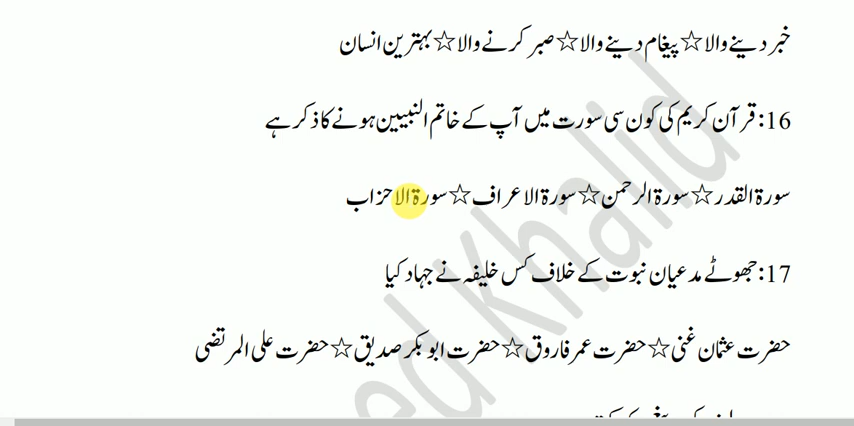 خبر دینے والا☆پیغام دینے والا☆صبر کرنے والا☆بہترین انسان
16: قرآن کریم کی کون سی سورت میں آپ کے خاتم النبیین ہونے کا ذکر ہے
سورۃ القدر☆سورۃ الرحمن☆سورۃ الاعراف☆سورۃ الاحزاب
17: جھوٹے مدعیان نبوت کے خلاف کس خلیفہ نے جہاد کیا
حضرت عثمان غنی☆حضرت عمر فاروق☆حضرت ابو بکر صدیق☆حضرت علی المرتضی
Khalid